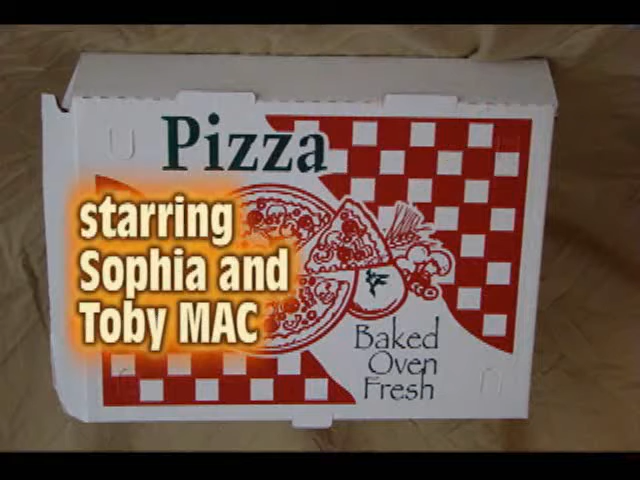 Pizza
starring
Sophia and
Toby MAC
Baked
Oven
Fresh